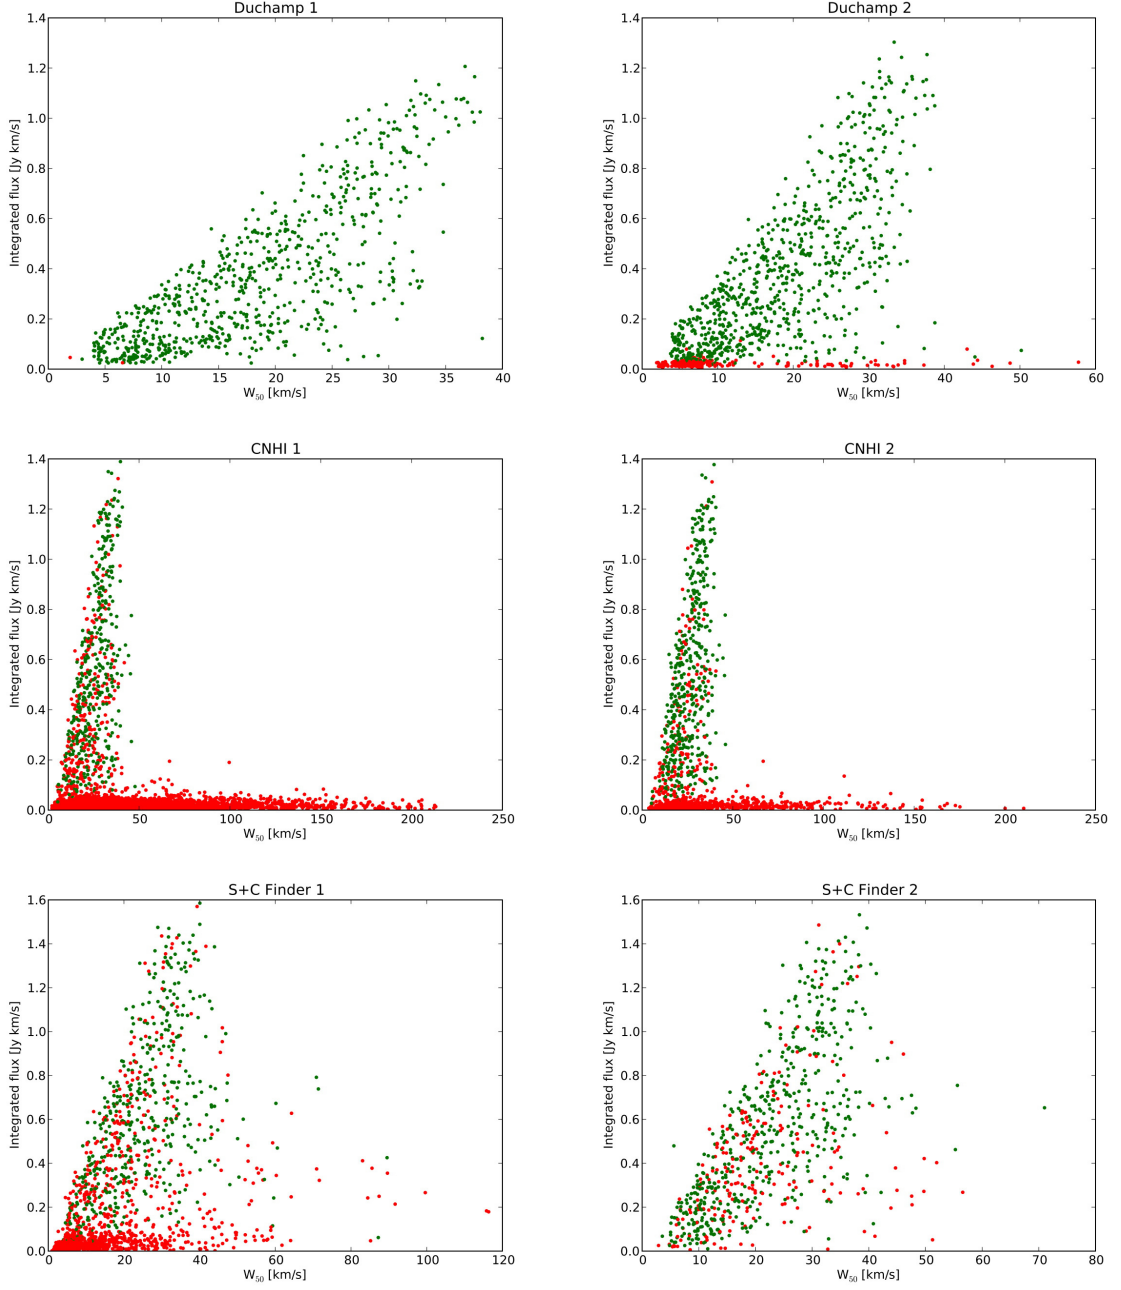 Duchamp 1
Integrated flux [Jy km/s]
1.4
1.2
1.0
0.8
0.6
0.4
0.2
0.0
0 5 10 15 20 25 30 35 40
W50 [km/s]
Duchamp 2
Integrated flux [Jy km/s]
1.4
1.2
1.0
0.8
0.6
0.4
0.2
0.0
0 10 20 30 40 50 60
W50 [km/s]
CNHI 1
Integrated flux [Jy km/s]
1.4
1.2
1.0
0.8
0.6
0.4
0.2
0.0
0 50 100 150 200 250
W50 [km/s]
CNHI 2
Integrated flux [Jy km/s]
1.4
1.2
1.0
0.8
0.6
0.4
0.2
0.0
0 50 100 150 200 250
W50 [km/s]
S+C Finder 1
Integrated flux [Jy km/s]
1.6
1.4
1.2
1.0
0.8
0.6
0.4
0.2
0.0
0 20 40 60 80 100 120
W50 [km/s]
S+C Finder 2
Integrated flux [Jy km/s]
1.6
1.4
1.2
1.0
0.8
0.6
0.4
0.2
0.0
0 10 20 30 40 50 60 70 80
W50 [km/s]